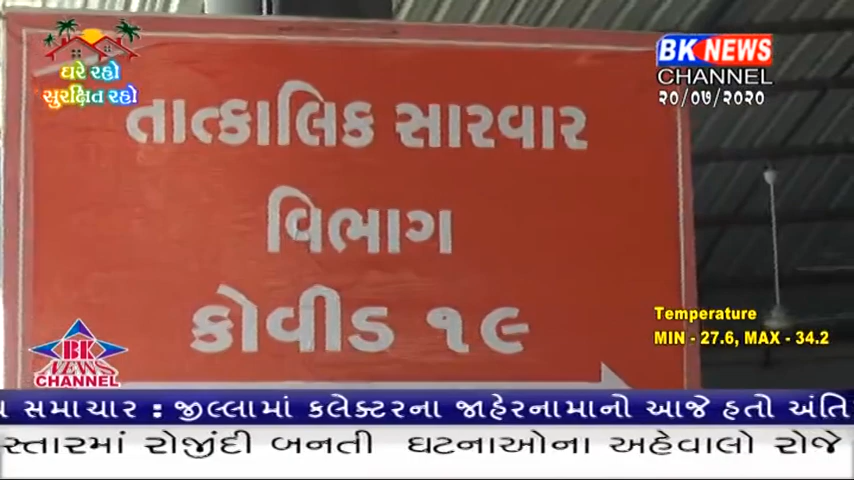 ઘરે રહો
સુરક્ષિત રહો
BK NEWS
CHANNEL
૨૦/૦૭/૨૦૨૦
તાત્કાલિક સારવાર
વિભાગ
કોવીડ ૧૯
Temperature
MIN - 27.6, MAX - 34.2
BK
NEWS
CHANNEL
સમાચાર : જીલ્લામાં કલેક્ટરના જાહેરનામાનો આજે હતો
રોજીંદી બનતી ઘટનાઓના અહેવાલો રોજે